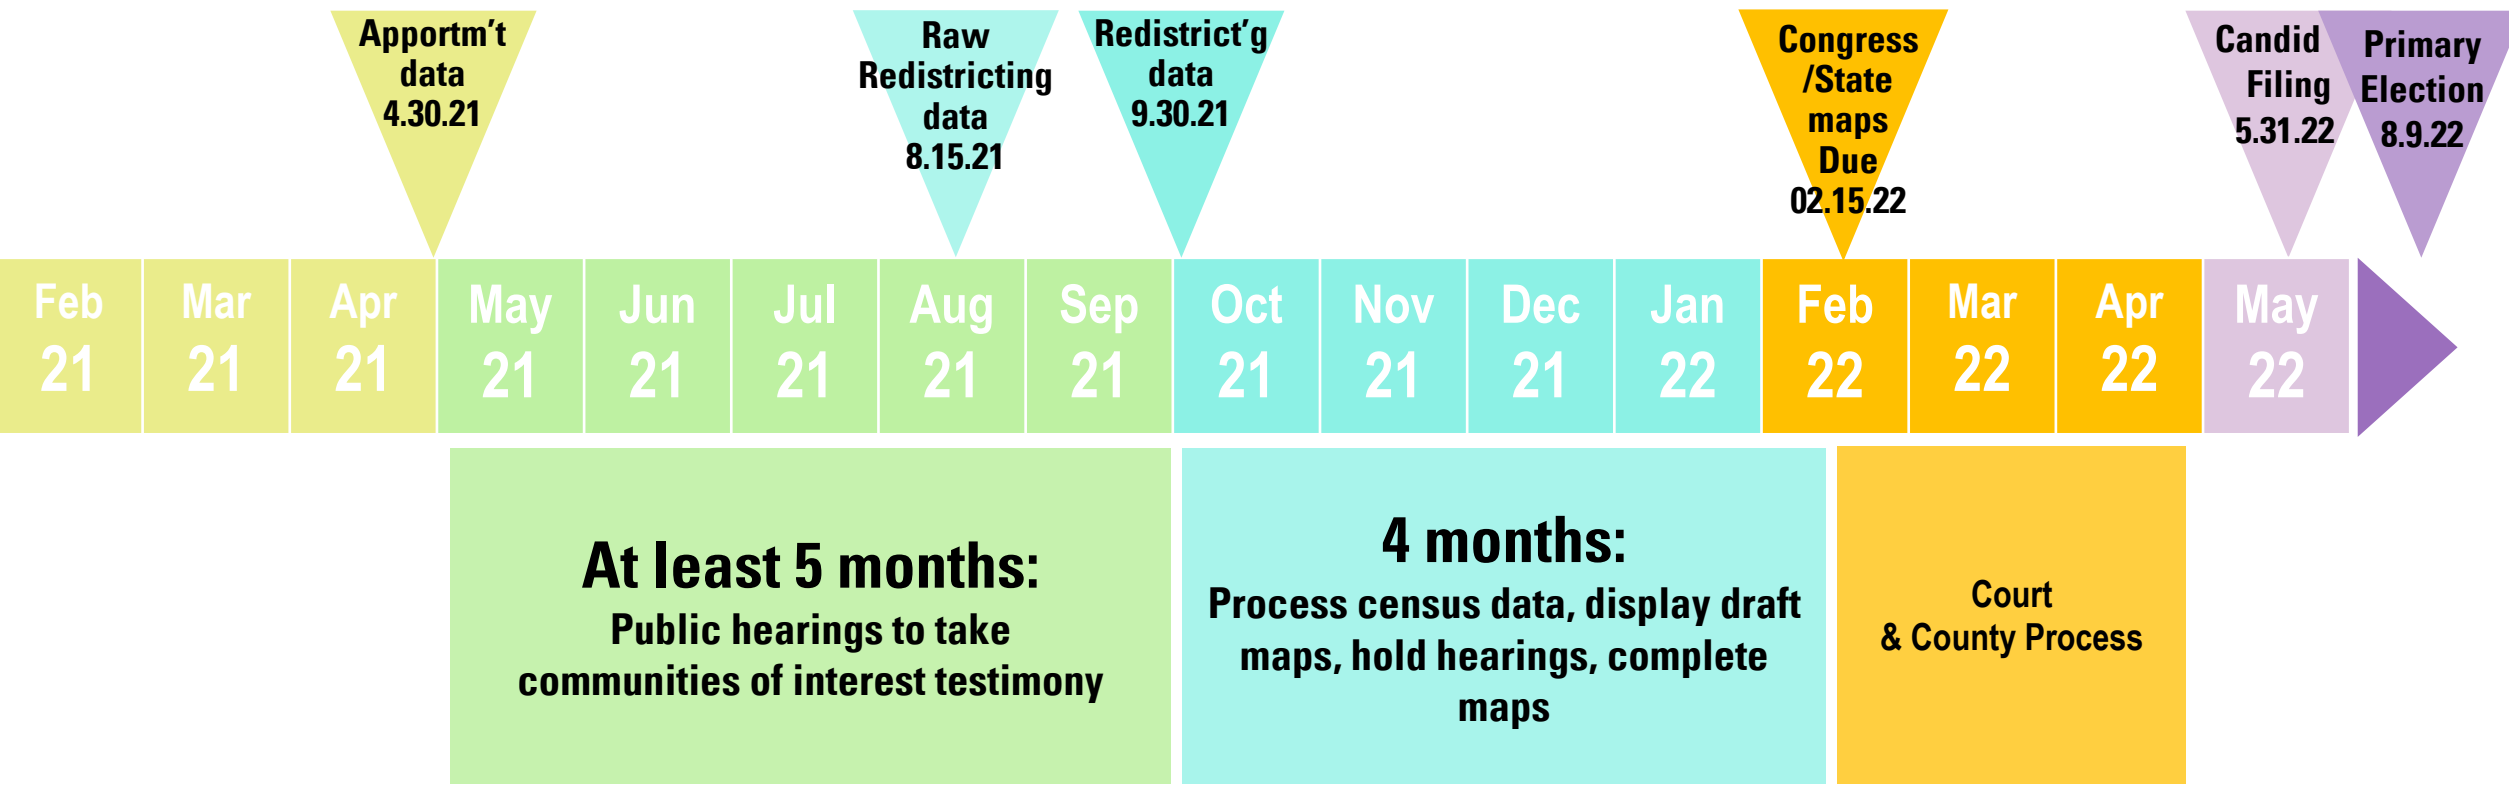 Apportm't
data
4.30.21
Raw
Redistricting
data
8.15.21
Redistrict'g
data
9.30.21
Congress
/State
maps
Due
02.15.22
Candid
Filing
5.31.22
Primary
Election
8.9.22
Feb
21
Mar
21
Apr
21
May
21
Jun
21
Jul
21
Aug
21
Sep
21
Oct
21
Nov
21
Dec
21
Jan
22
Feb
22
Mar
22
Apr
22
May
22
At least 5 months:
Public hearings to take
communities of interest testimony
4 months:
Process census data, display draft
maps, hold hearings, complete
maps
Court
& County Process